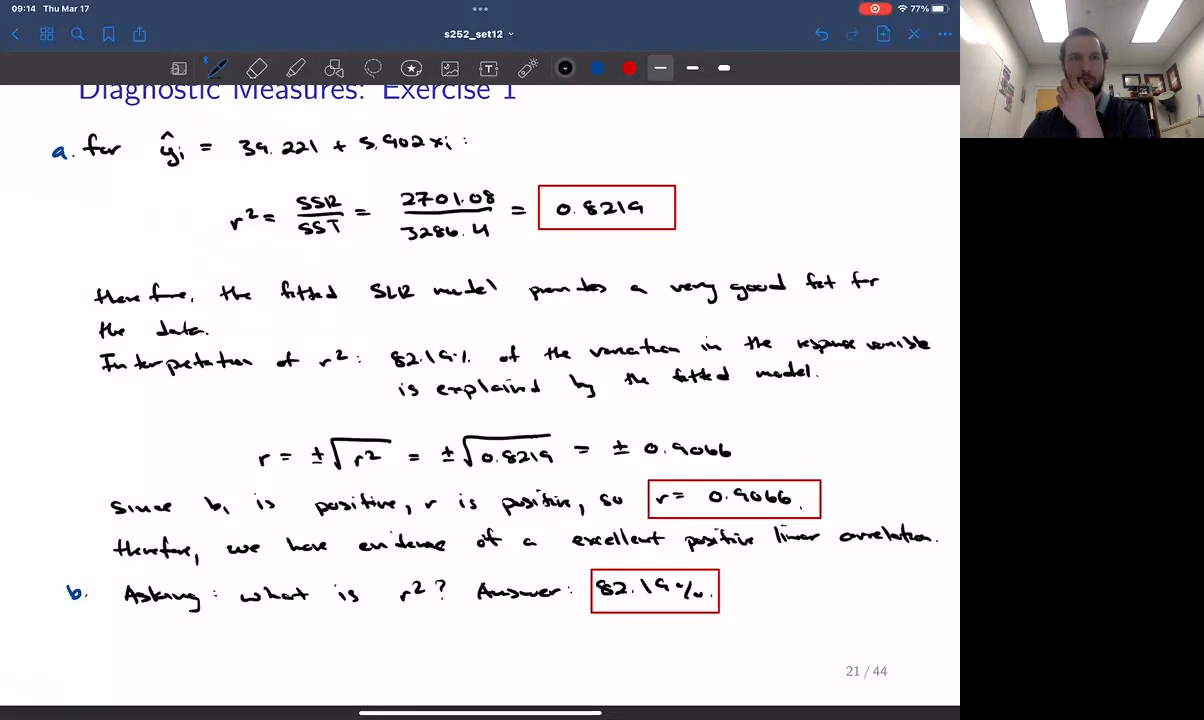 09:14 Thu Mar 17
77%
s252_set12
Diagnostic Measures: Exercise 1
a. for ŷi = 39.221 + 5.902xi :
r² = SSR/SST = 2701.08/3286.4 = 0.8219
therefore, the fitted SLR model provides a very good fit for
the data.
Interpretation of r² : 82.19% of the variation in the response variable
is explained by the fitted model.
r = ±√r² = ±√0.8219 = ± 0.9066
Since b₁ is positive, r is positive, so r = 0.9066.
therefore, we have evidence of a excellent positive linear correlation.
b. Asking: what is r²? Answer: 82.19%.
21 / 44